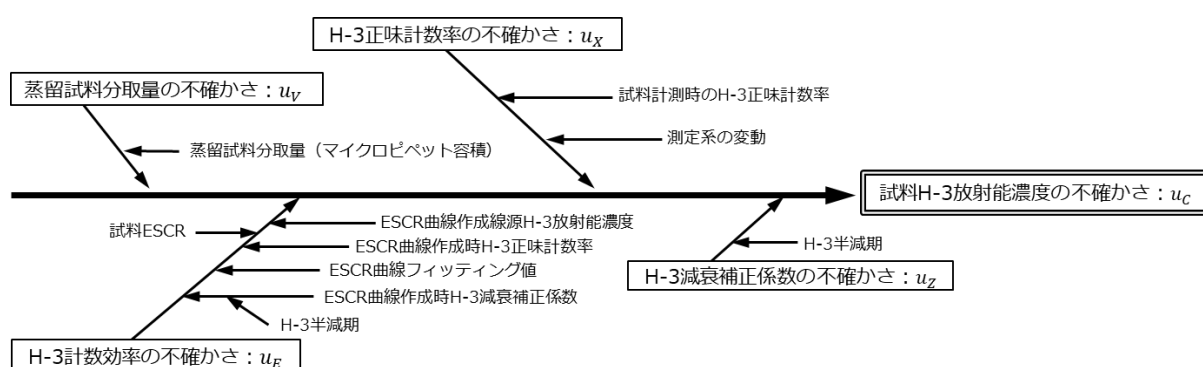 H-3正味計数率の不確かさ：u_X
蒸留試料分取量の不確かさ：u_V
試料計測時のH-3正味計数率
測定系の変動
蒸留試料分取量（マイクロピペット容積）
試料H-3放射能濃度の不確かさ：u_C
試料ESCR
ESCR曲線作成線源H-3放射能濃度
ESCR曲線作成時H-3正味計数率
ESCR曲線フィッティング値
ESCR曲線作成時H-3減衰補正係数
H-3半減期
H-3半減期
H-3減衰補正係数の不確かさ：u_Z
H-3計数効率の不確かさ：u_E